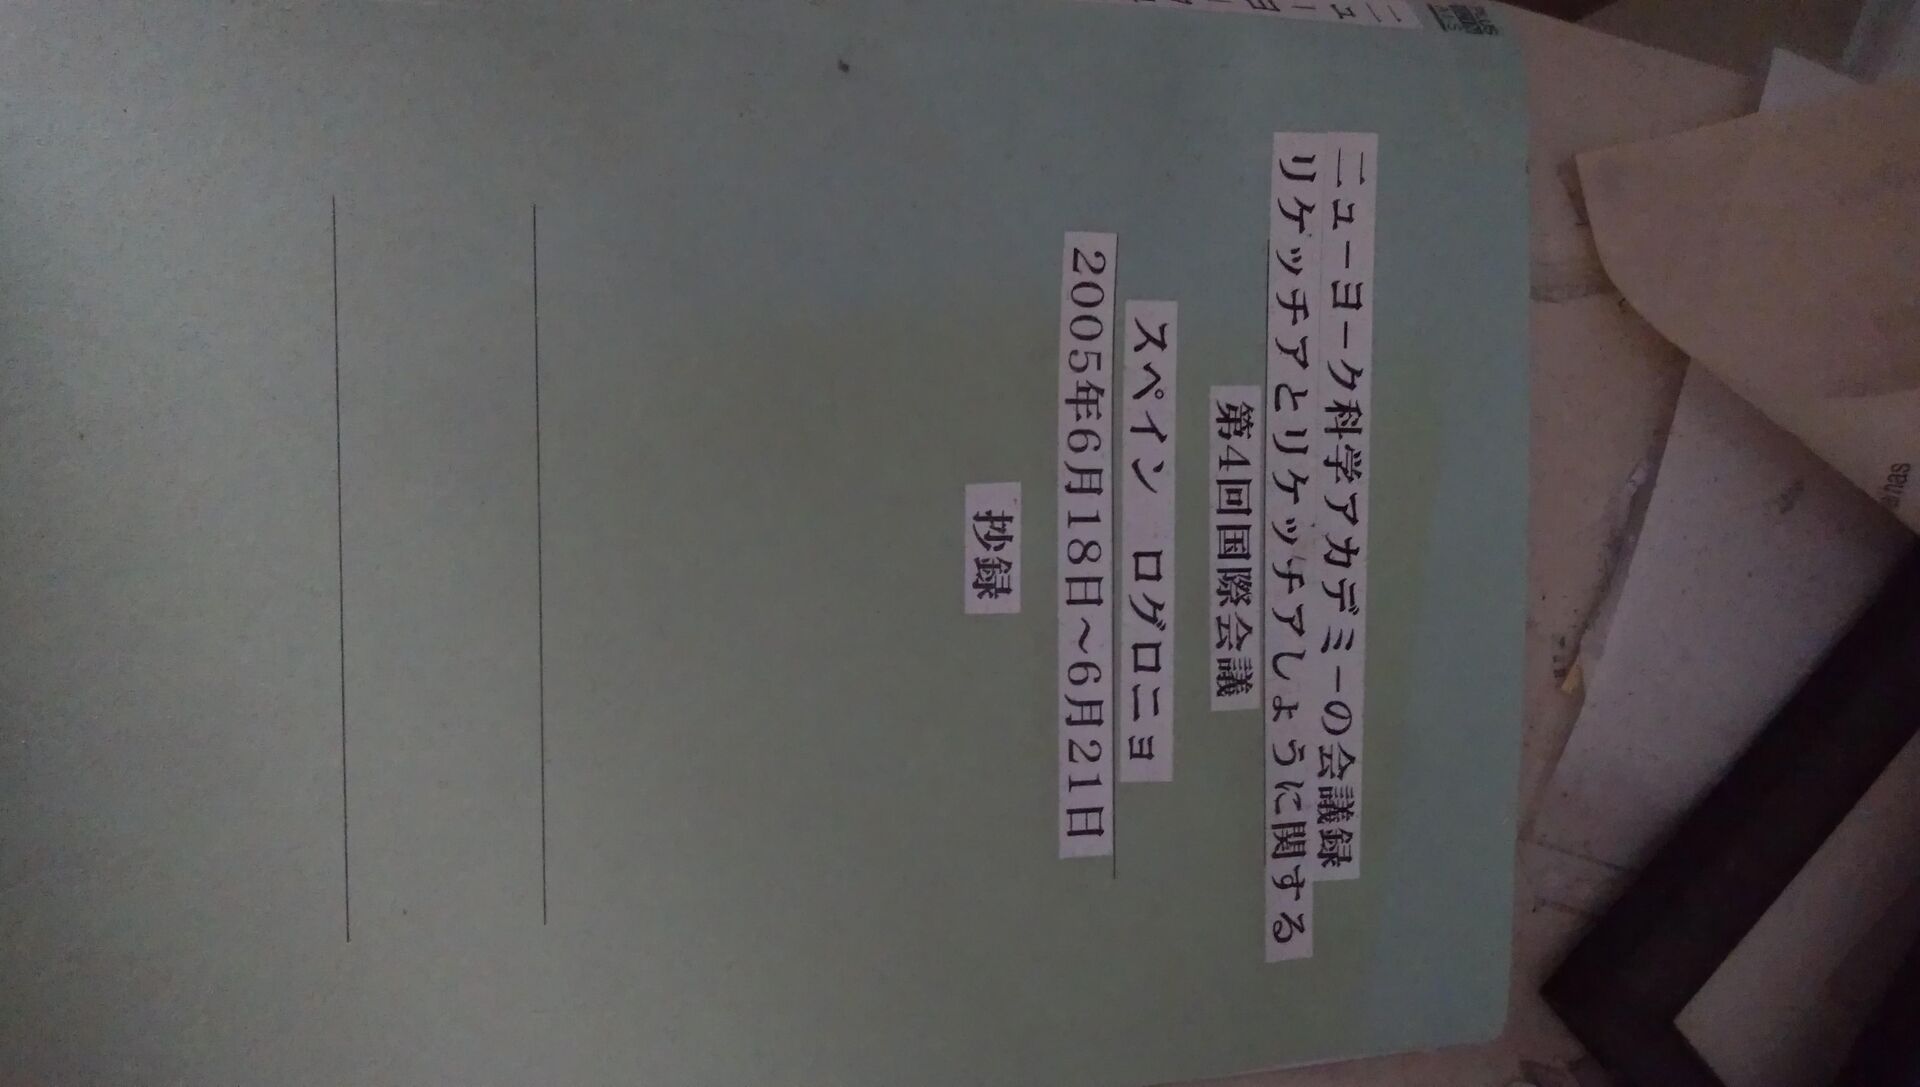 ニューヨーク科学アカデミーの会議録
リケッチアとリケッチアしょうに関する
第4回国際会議
スペイン ログロニョ
2005年6月18日~6月21日
抄録